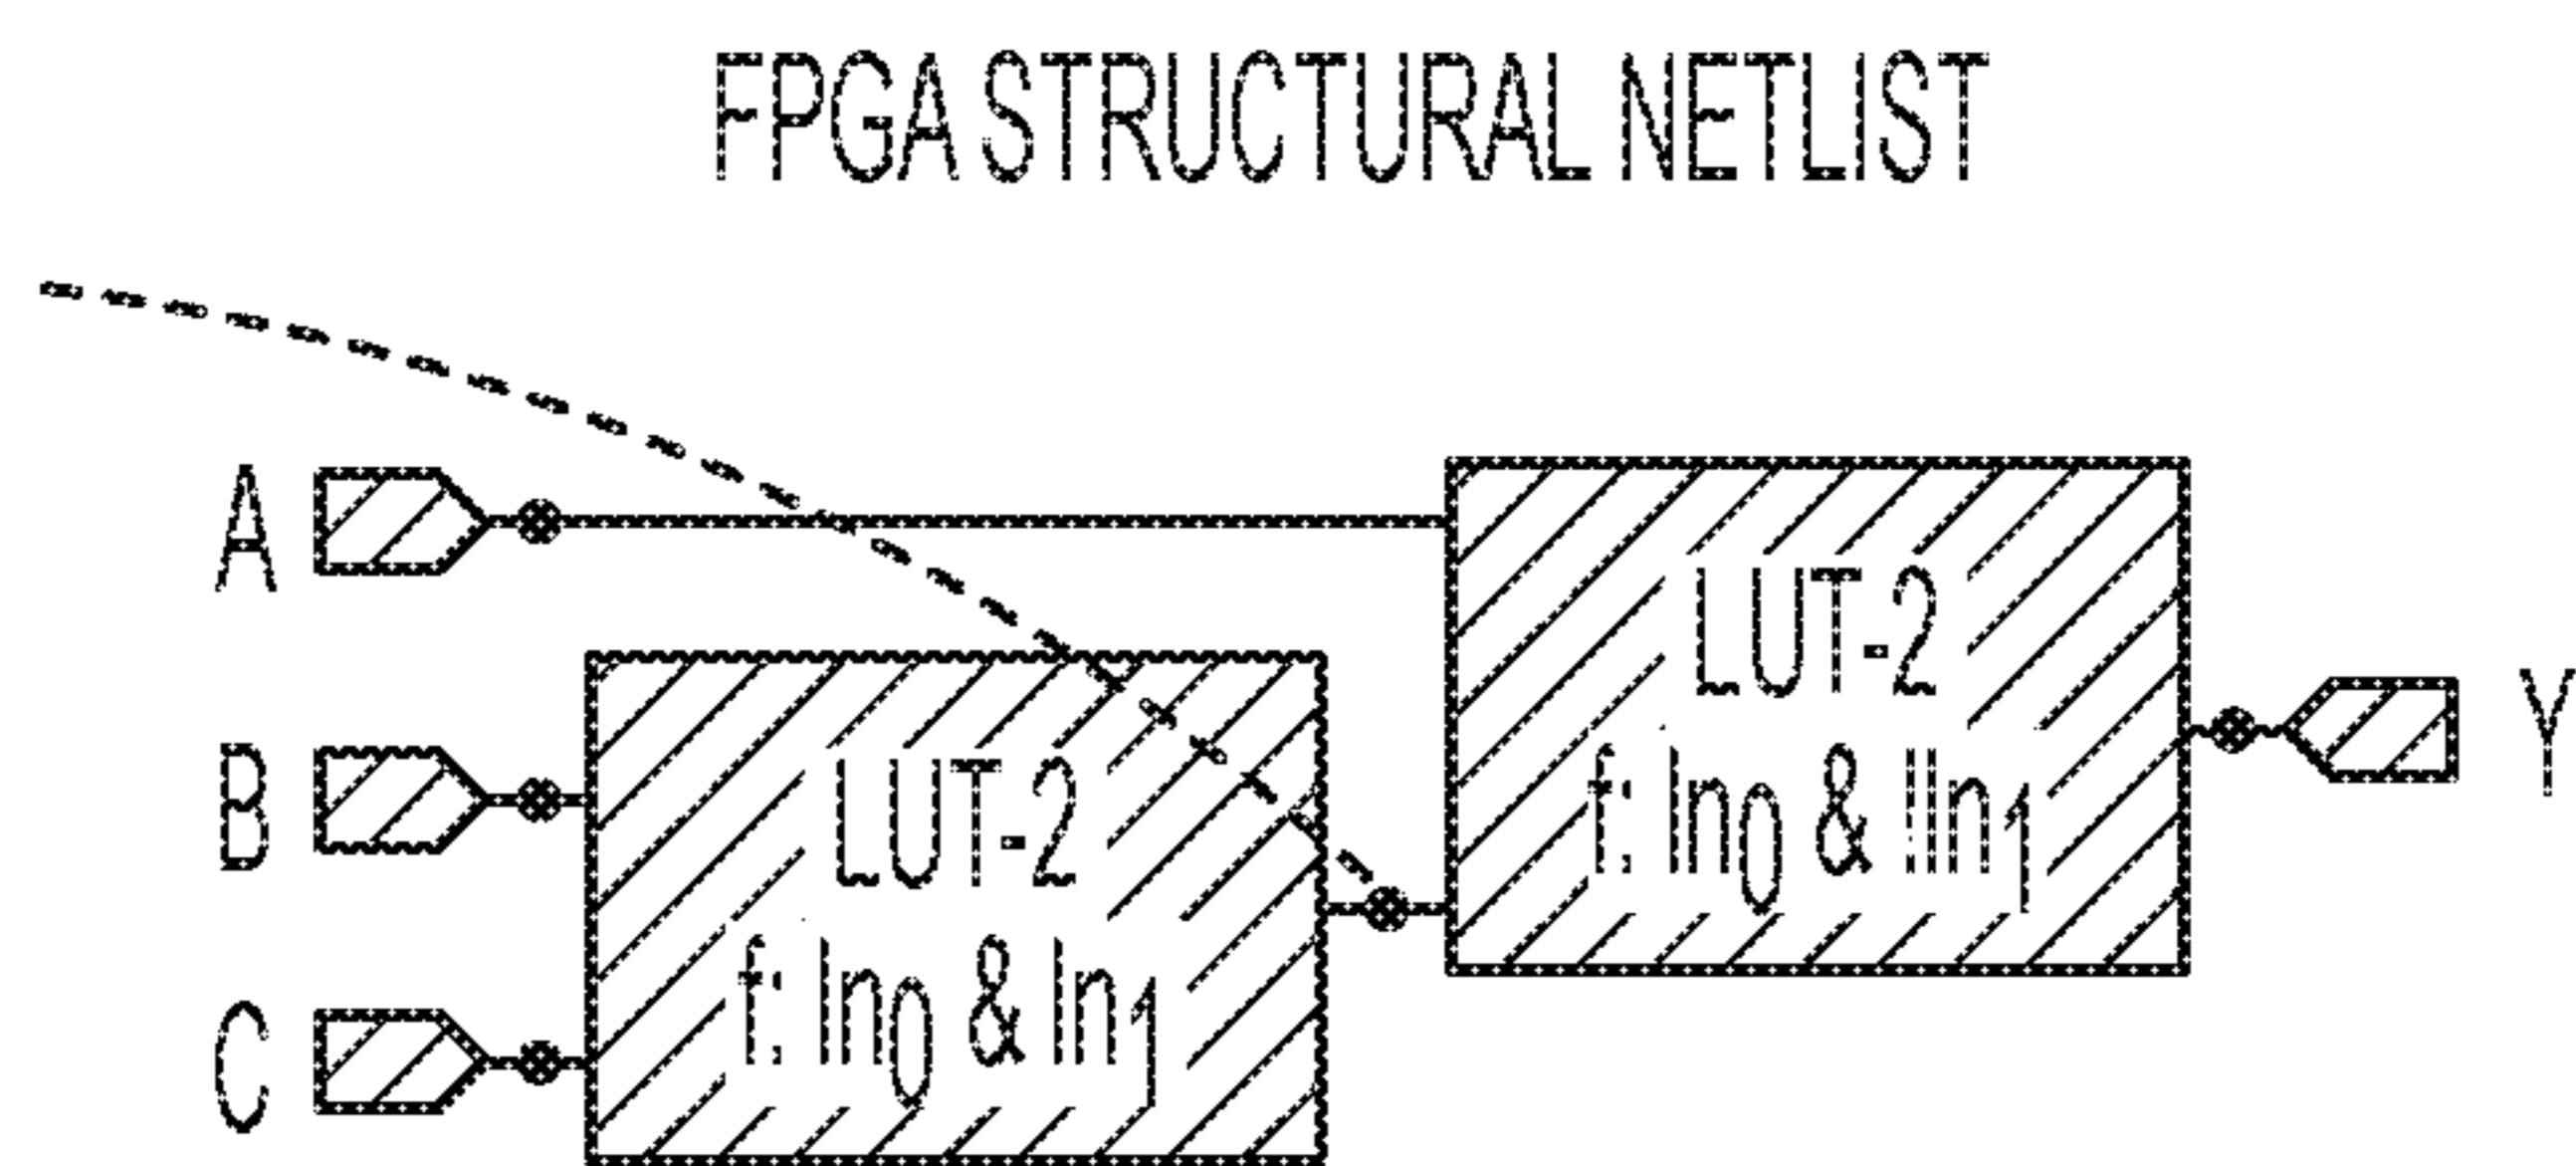 FPGA STRUCTURAL NETLIST
A
LUT-2
f: In0 & !In1
Y
B
LUT-2
f: In0 & In1
C